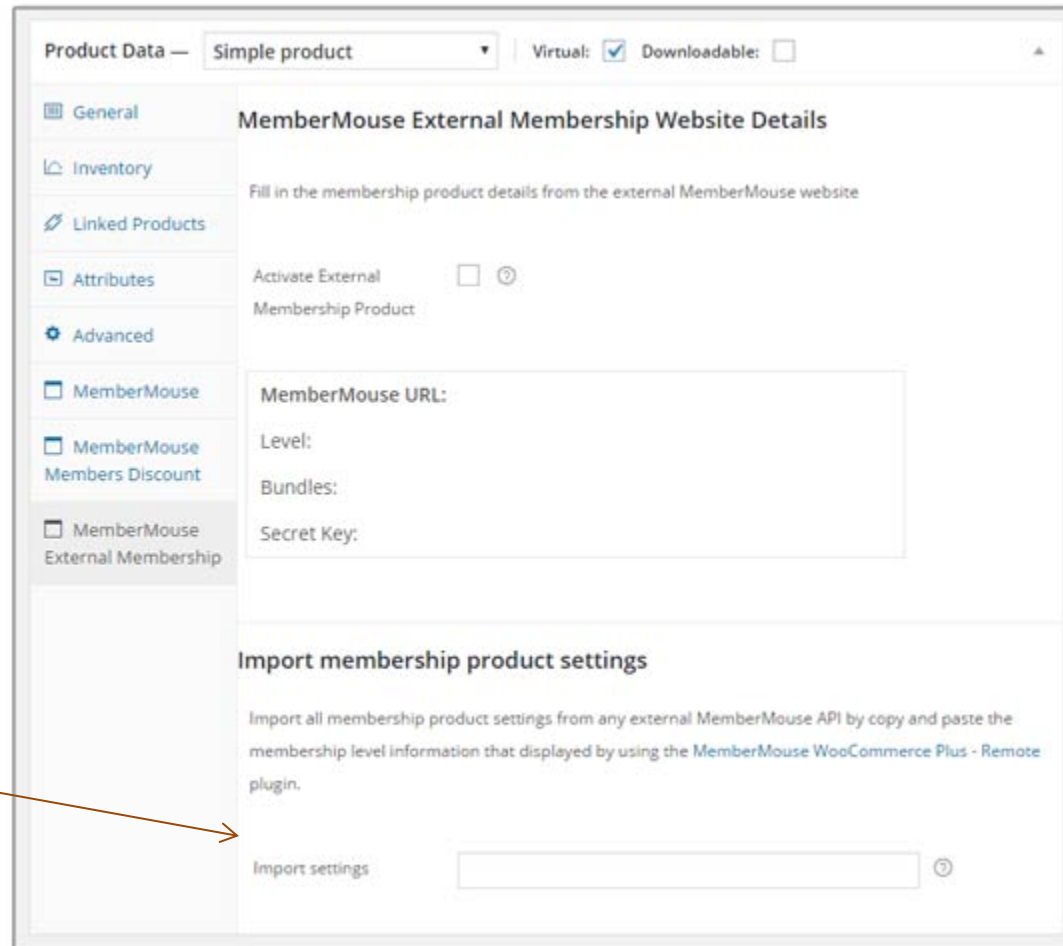 Product Data — Simple product Virtual: Downloadable:
General
Inventory
Linked Products
Attributes
Advanced
MemberMouse
MemberMouse
Members Discount
MemberMouse
External Membership
MemberMouse External Membership Website Details
Fill in the membership product details from the external MemberMouse website
Activate External
Membership Product
MemberMouse URL:
Level:
Bundles:
Secret Key:
Import membership product settings
Import all membership product settings from any external MemberMouse API by copy and paste the
membership level information that displayed by using the MemberMouse WooCommerce Plus - Remote
plugin.
Import settings